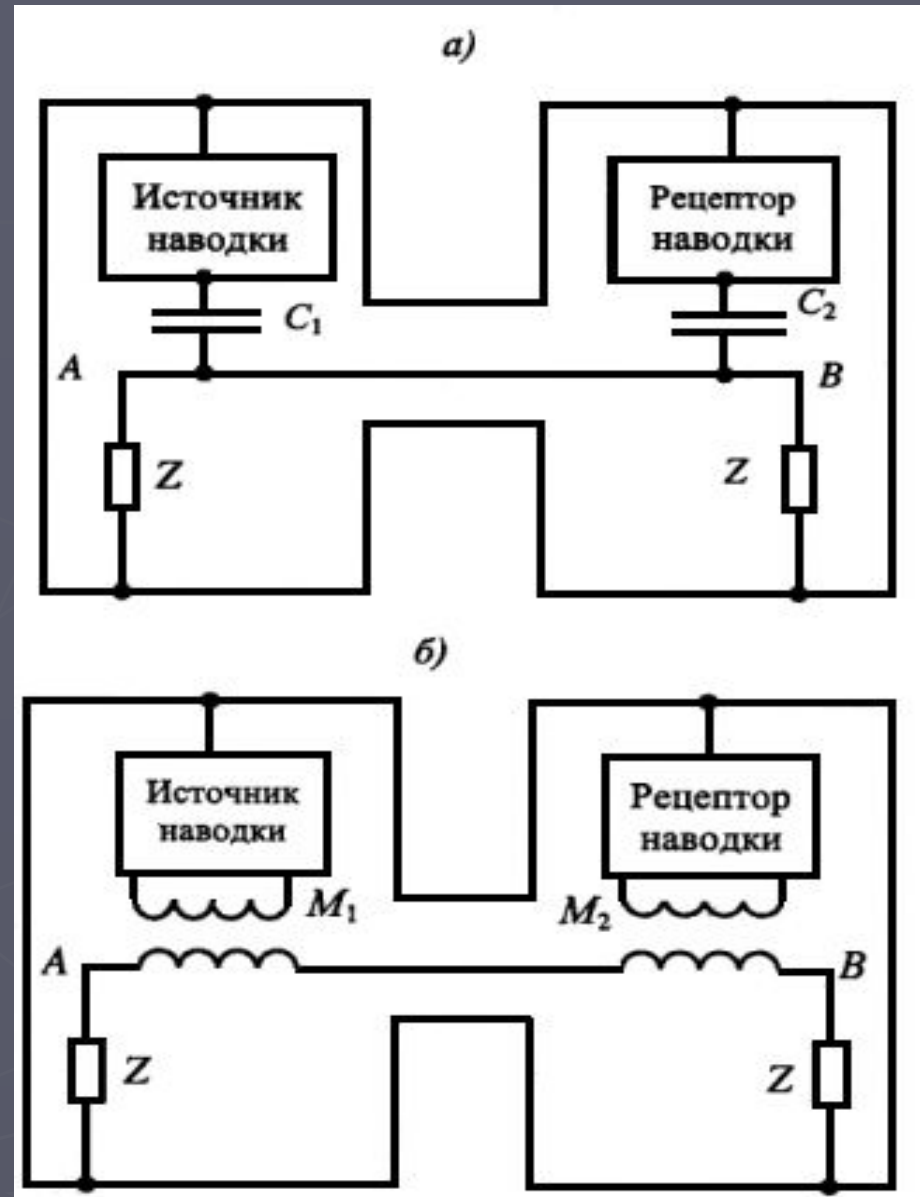 а)
Источник
наводки
Рецептор
наводки
C₁
C₂
A
B
Z
Z
б)
Источник
наводки
Рецептор
наводки
M₁
M₂
A
B
Z
Z